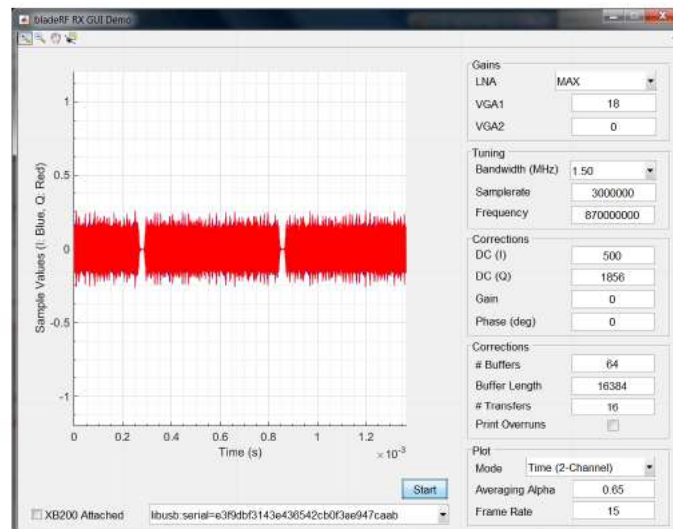 bladeRF RX GUI Demo
Gains
LNA MAX
VGA1 18
VGA2 0
Tuning
Bandwidth (MHz) 1.50
Samplerate 3000000
Frequency 870000000
Corrections
DC (I) 500
DC (Q) 1856
Gain 0
Phase (deg) 0
Corrections
# Buffers 64
Buffer Length 16384
# Transfers 16
Print Overruns
Plot
Mode Time (2-Channel)
Averaging Alpha 0.65
Frame Rate 15
Sample Values (I: Blue, Q: Red)
1
0.5
0
-0.5
-1
0 0.2 0.4 0.6 0.8 1 1.2
×10⁻³
Time (s)
Start
XB200 Attached libusb:serial=e3f9dbf3143e436542cb0f3ae947caab